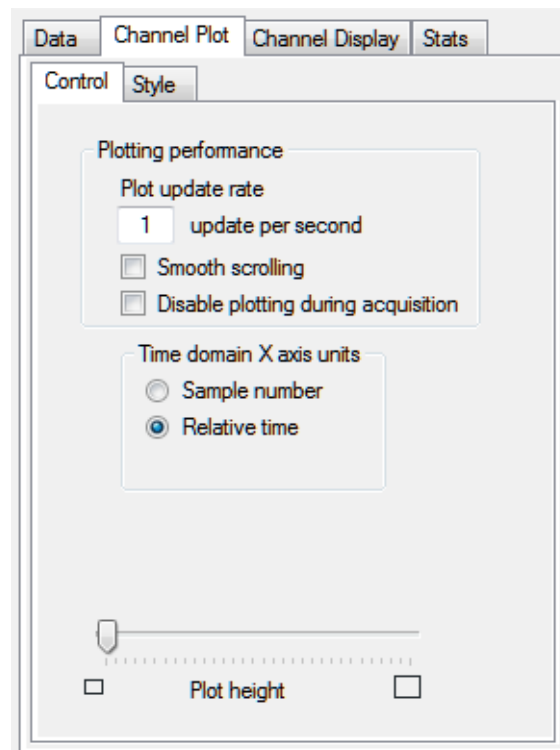 Data Channel Plot Channel Display Stats
Control Style
Plotting performance
Plot update rate
1 update per second
Smooth scrolling
Disable plotting during acquisition
Time domain X axis units
Sample number
Relative time
Plot height